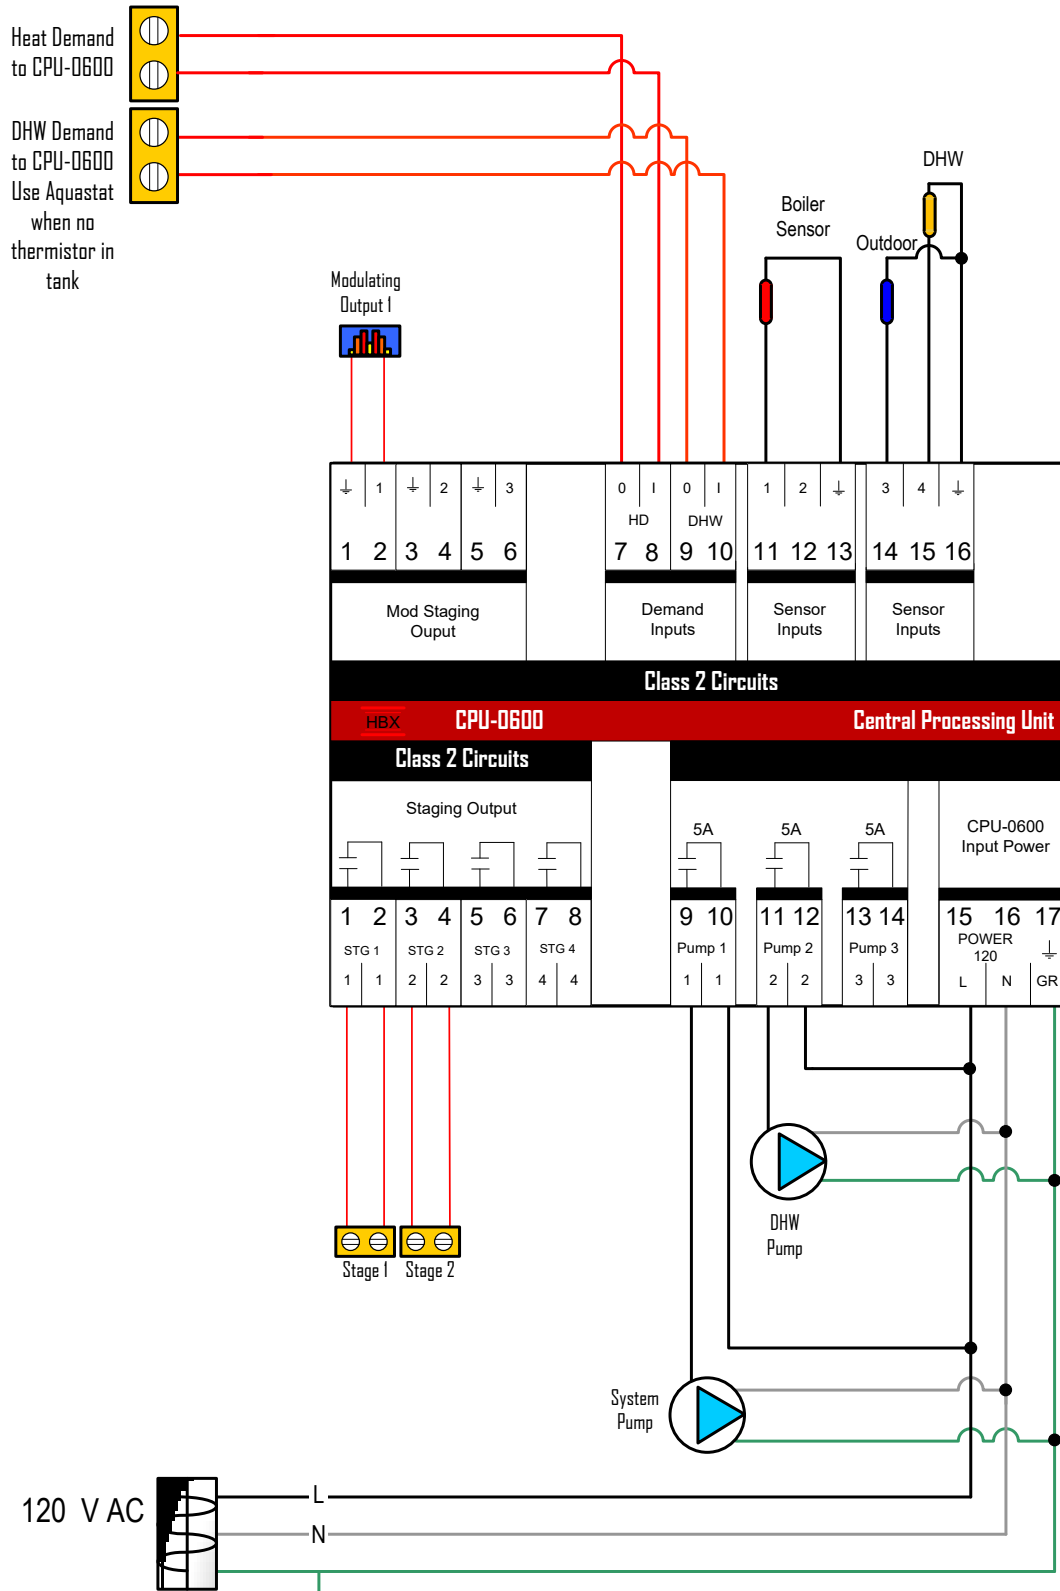 Heat Demand
to CPU-0600
DHW Demand
to CPU-0600
Use Aquastat
when no
thermistor in
tank
DHW
Boiler
Sensor
Outdoor
Modulating
Output 1
1 2 3
0 I 0 I
HD DHW
1 2
3 4
1 2 3 4 5 6
7 8 9 10
11 12 13
14 15 16
Mod Staging
Ouput
Demand
Inputs
Sensor
Inputs
Sensor
Inputs
Class 2 Circuits
HBX CPU-0600 Central Processing Unit
Class 2 Circuits
Staging Output
5A 5A 5A
CPU-0600
Input Power
1 2 3 4 5 6 7 8
9 10 11 12 13 14
15 16 17
STG 1 STG 2 STG 3 STG 4
Pump 1 Pump 2 Pump 3
POWER
120
1 1 2 2 3 3 4 4
1 1 2 2 3 3
L N GR
DHW
Pump
Stage 1 Stage 2
System
Pump
120 V AC
L
N